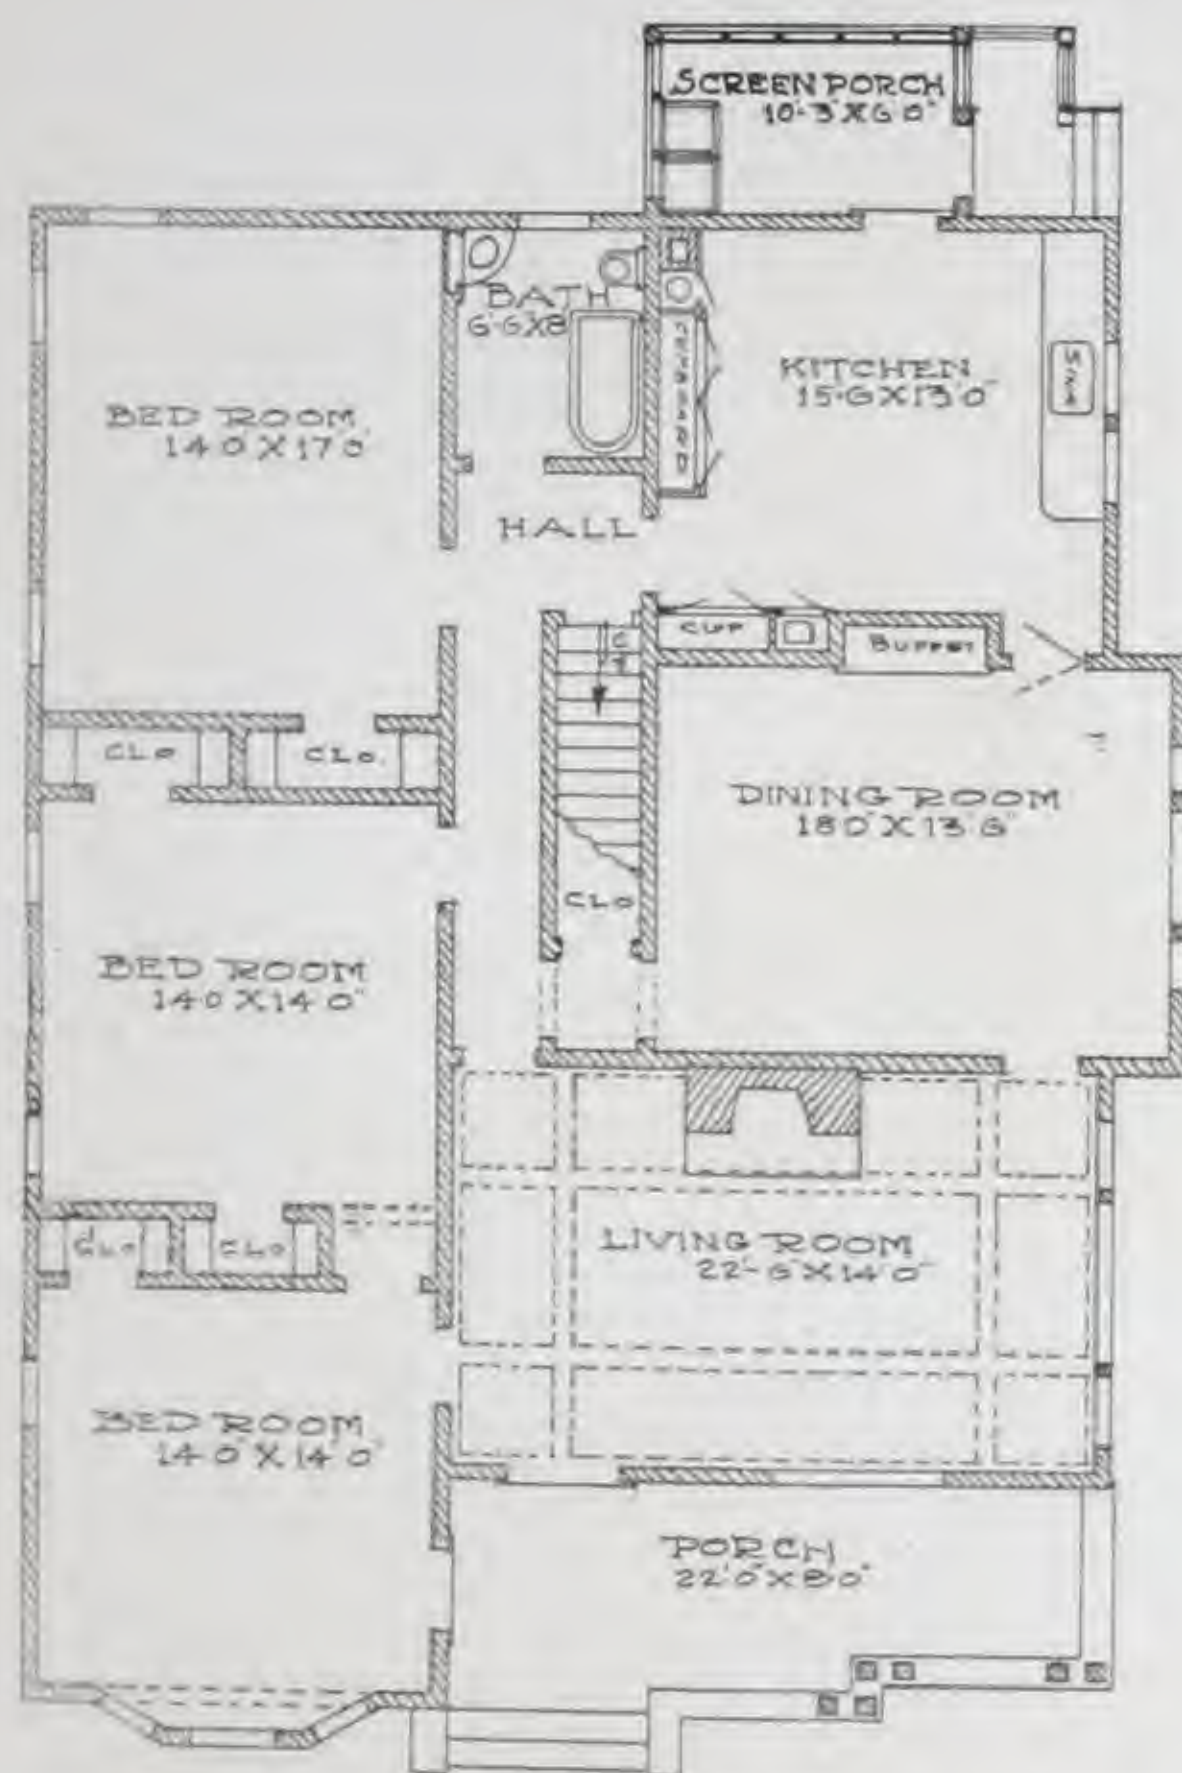 SCREEN PORCH
10'-3" X 6'0"
BATH
6'-6" X 8
CUPBOARD
KITCHEN
15'-6 X 13'0"
SINK
BED ROOM
14'0" X 17'0
HALL
CUP
BUFFET
CLO
CLO.
DINING ROOM
18'0" X 13'6"
CLO
BED ROOM
14'0 X 14'0"
CLO
CLO
LIVING ROOM
22'-6" X 14'0"
BED ROOM
14'0" X 14'0"
PORCH
22'0" X 8'0"